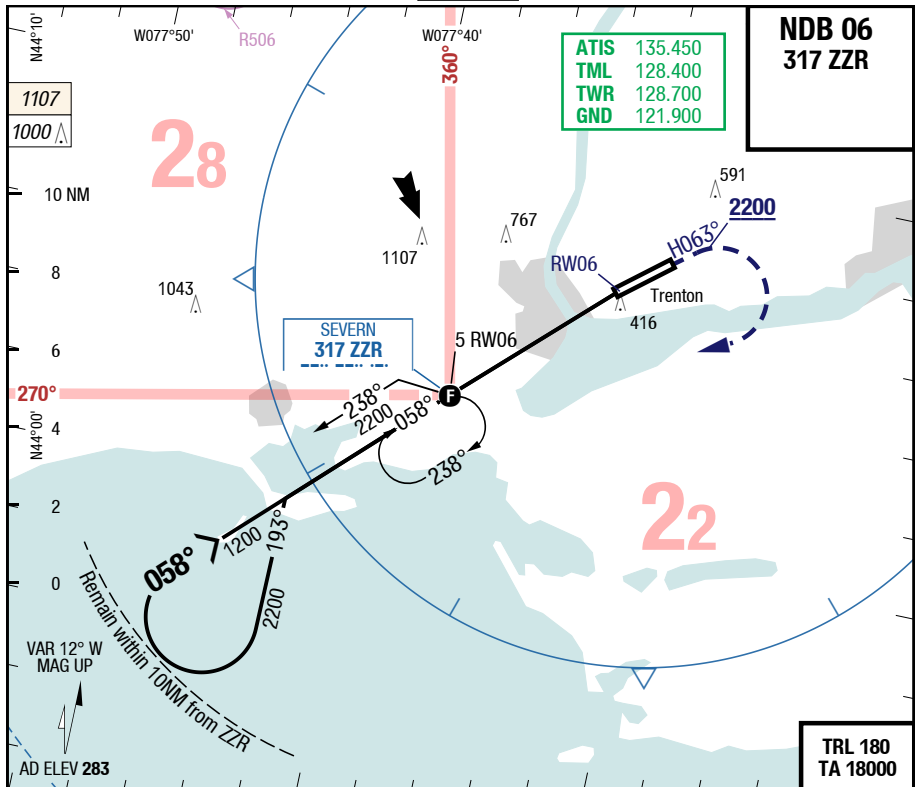 N44°10'
W077°50'
R506
W077°40'
360°
ATIS 135.450
TML 128.400
TWR 128.700
GND 121.900
NDB 06
317 ZZR
1107
1000
28
10 NM
8
6
4
2
0
591
767
2200
1107
H063°
RW06
1043
Trenton
416
SEVERN
317 ZZR
5 RW06
270°
F
238°
2200
058°
N44°00'
238°
22
058°
1200
193°
2200
Remain within 10NM from ZZR
VAR 12° W
MAG UP
AD ELEV 283
TRL 180
TA 18000